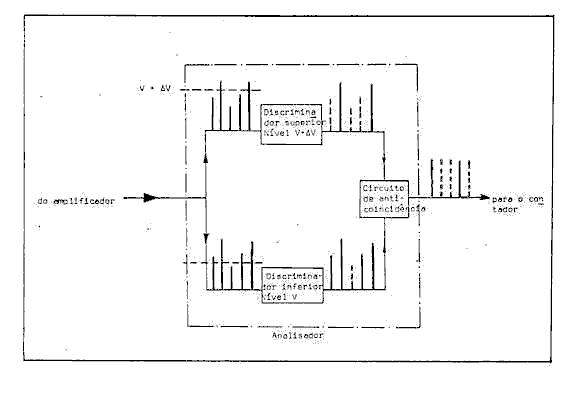 V + ΔV
Discrimina
dor superior
Nível V+ΔV
Circuito
de anti-
coincidência
do amplificador
para o con
tador
Discrimina-
dor inferior
Nível V
Analisador